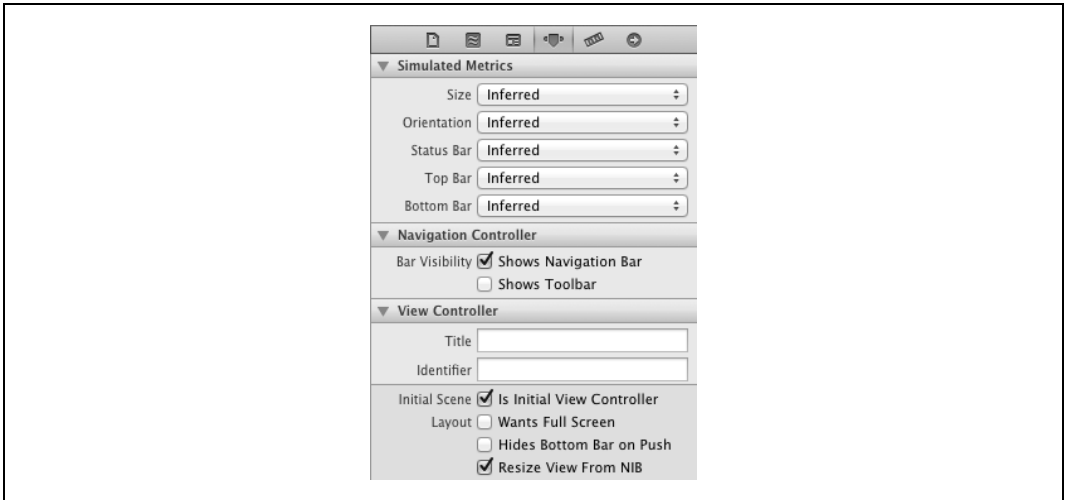 Simulated Metrics
Size Inferred
Orientation Inferred
Status Bar Inferred
Top Bar Inferred
Bottom Bar Inferred
Navigation Controller
Bar Visibility Shows Navigation Bar
Shows Toolbar
View Controller
Title
Identifier
Initial Scene Is Initial View Controller
Layout Wants Full Screen
Hides Bottom Bar on Push
Resize View From NIB